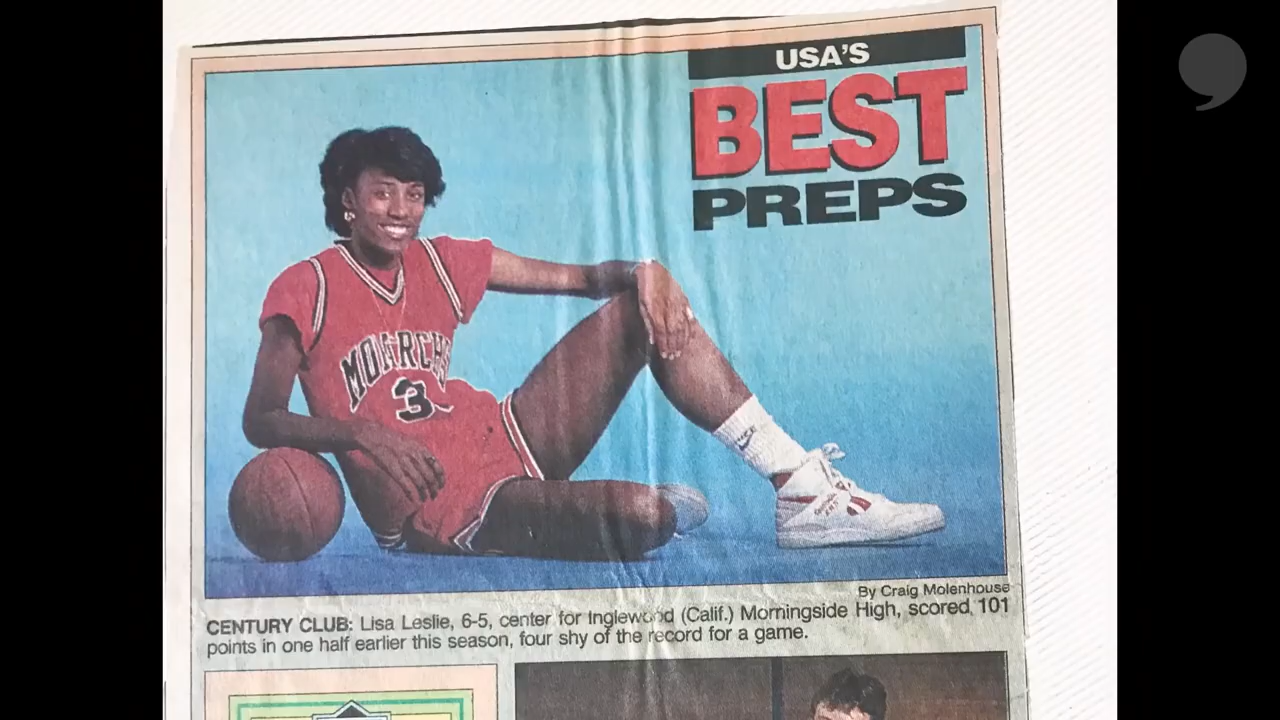 USA'S
BEST
PREPS
MONARCHS
3
By Craig Molenhouse
CENTURY CLUB: Lisa Leslie, 6-5, center for Inglewood (Calif.) Morningside High, scored 101
points in one half earlier this season, four shy of the record for a game.